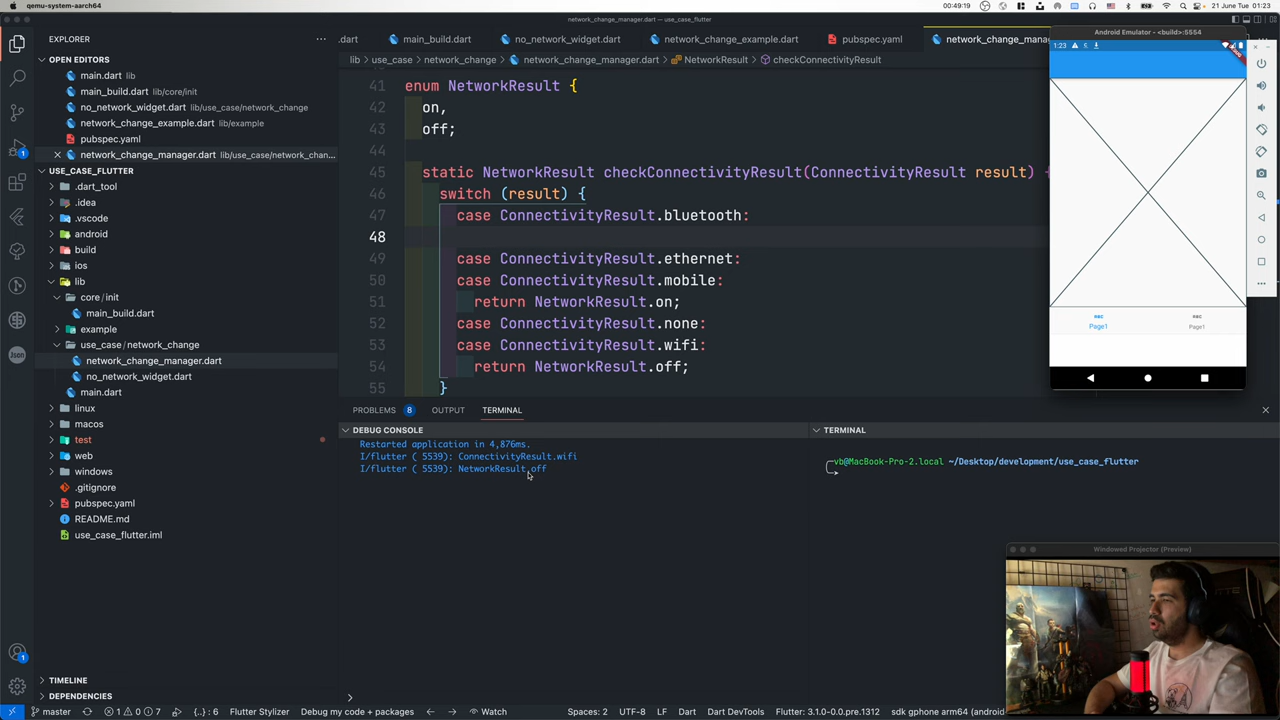 qemu-system-aarch64
00:49:19
21 June Tue 01:23
network_change_manager.dart — use_case_flutter
EXPLORER
OPEN EDITORS
main.dart lib
main_build.dart lib/core/init
no_network_widget.dart lib/use_case/network_change
network_change_example.dart lib/example
pubspec.yaml
network_change_manager.dart lib/use_case/network_chan...
USE_CASE_FLUTTER
.dart_tool
.idea
.vscode
android
build
ios
lib
core/init
main_build.dart
example
use_case/network_change
network_change_manager.dart
no_network_widget.dart
main.dart
linux
macos
test
web
windows
.gitignore
pubspec.yaml
README.md
use_case_flutter.iml
TIMELINE
DEPENDENCIES
.dart
main_build.dart
no_network_widget.dart
network_change_example.dart
pubspec.yaml
network_change_mana
lib > use_case > network_change > network_change_manager.dart > NetworkResult > checkConnectivityResult
41 enum NetworkResult {
42 on,
43 off;
44
45 static NetworkResult checkConnectivityResult(ConnectivityResult result) {
46 switch (result) {
47 case ConnectivityResult.bluetooth:
48
49 case ConnectivityResult.ethernet:
50 case ConnectivityResult.mobile:
51 return NetworkResult.on;
52 case ConnectivityResult.none:
53 case ConnectivityResult.wifi:
54 return NetworkResult.off;
55 }
PROBLEMS 8 OUTPUT TERMINAL
DEBUG CONSOLE
Restarted application in 4,876ms.
I/flutter ( 5539): ConnectivityResult.wifi
I/flutter ( 5539): NetworkResult.off
TERMINAL
vb@MacBook-Pro-2.local ~/Desktop/development/use_case_flutter
Android Emulator - <build>:5554
1:23
Page1
Page1
Windowed Projector (Preview)
master
1 0 7
{..} : 6
Flutter Stylizer
Debug my code + packages
Watch
Spaces: 2
UTF-8
LF
Dart
Dart DevTools
Flutter: 3.1.0-0.0.pre.1312
sdk gphone arm64 (android